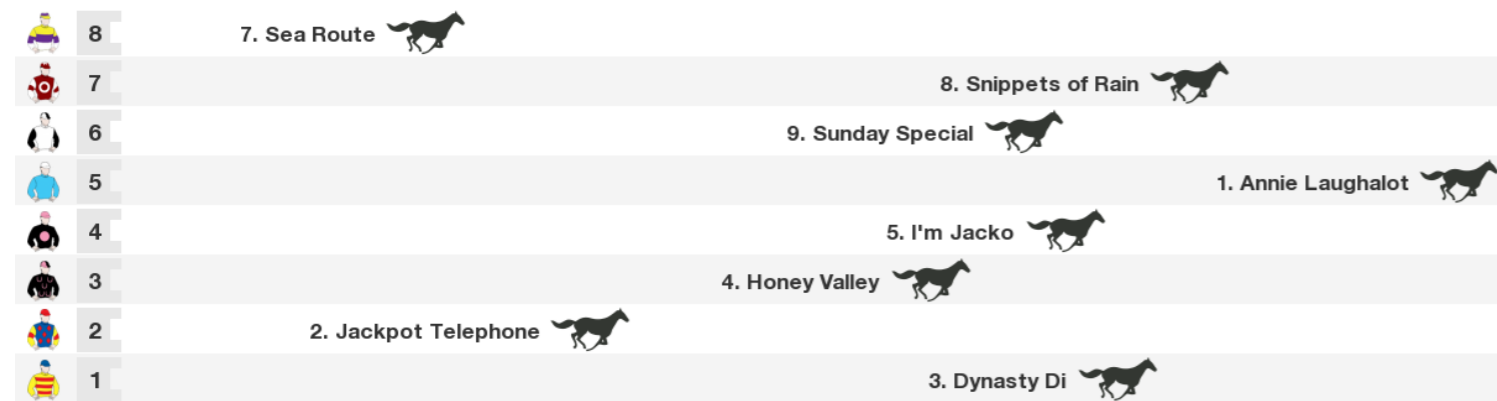 8 7. Sea Route
7 8. Snippets of Rain
6 9. Sunday Special
5 1. Annie Laughalot
4 5. I'm Jacko
3 4. Honey Valley
2 2. Jackpot Telephone
1 3. Dynasty Di